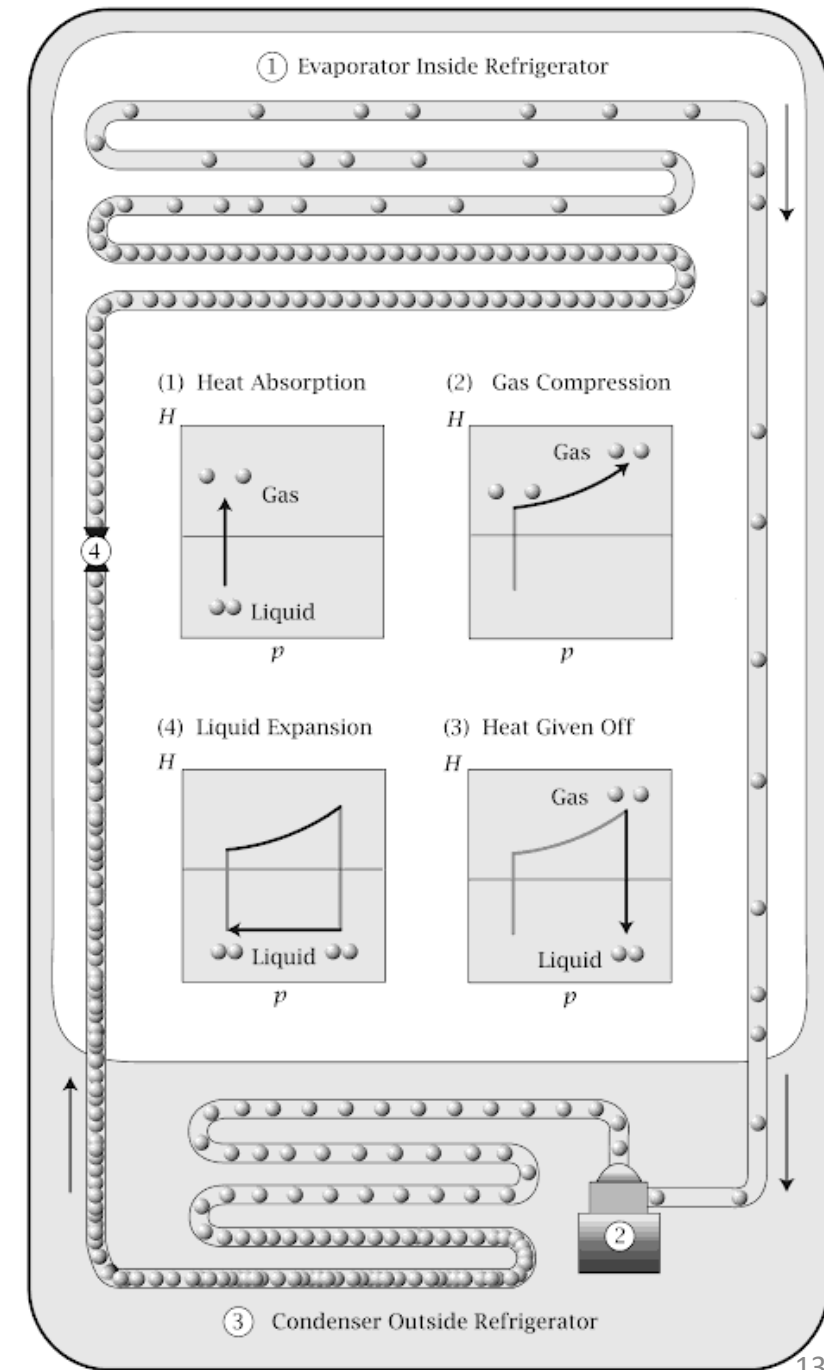 1 Evaporator Inside Refrigerator
(1) Heat Absorption
H
Gas
Liquid
p
(2) Gas Compression
H
Gas
p
4
(4) Liquid Expansion
H
Liquid
p
(3) Heat Given Off
H
Gas
Liquid
p
2
3 Condenser Outside Refrigerator
13